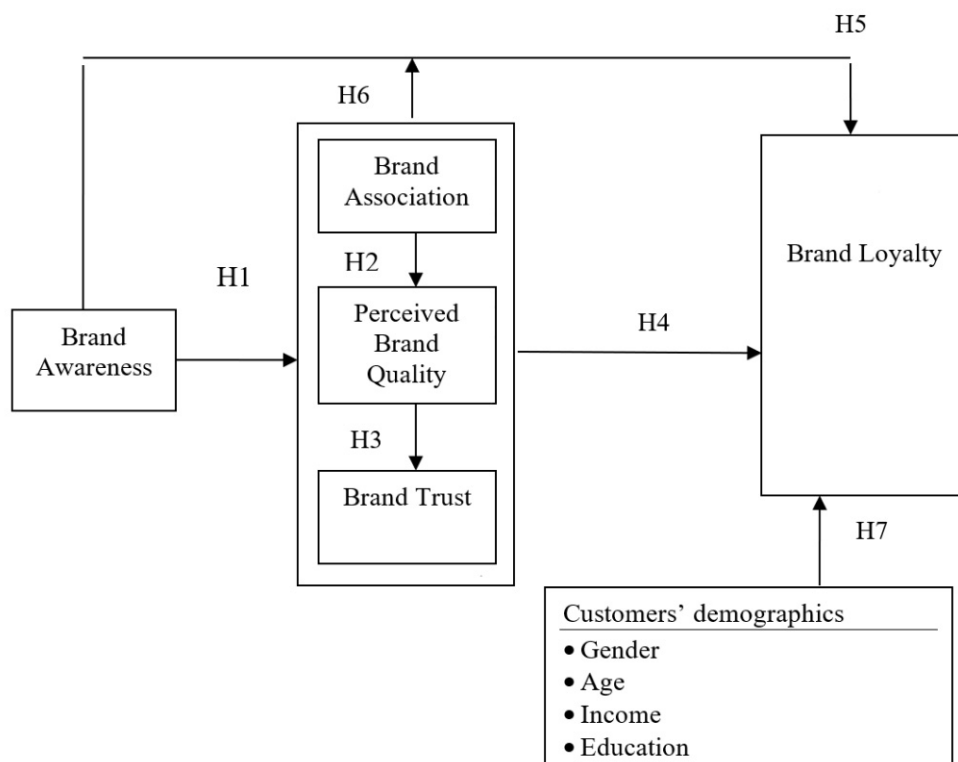 H5
H6
Brand
Association
H2
H1
Perceived
Brand
Quality
Brand
Awareness
H3
Brand Trust
H4
Brand Loyalty
H7
Customers’ demographics
• Gender
• Age
• Income
• Education